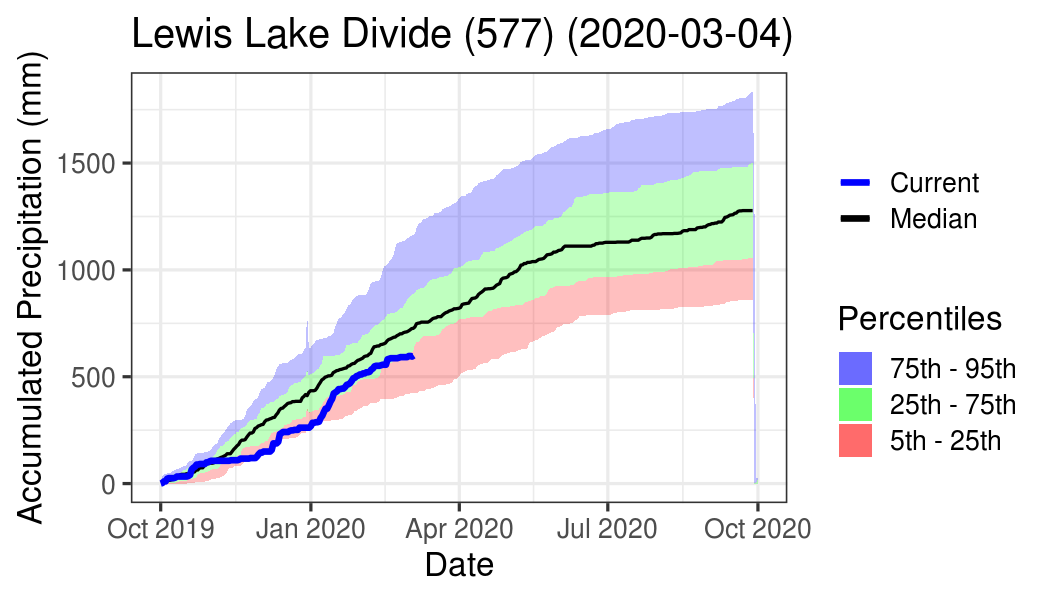 Lewis Lake Divide (577) (2020-03-04)
Accumulated Precipitation (mm)
1500
1000
500
0
Oct 2019
Jan 2020
Apr 2020
Jul 2020
Oct 2020
Date
Current
Median
Percentiles
75th - 95th
25th - 75th
5th - 25th